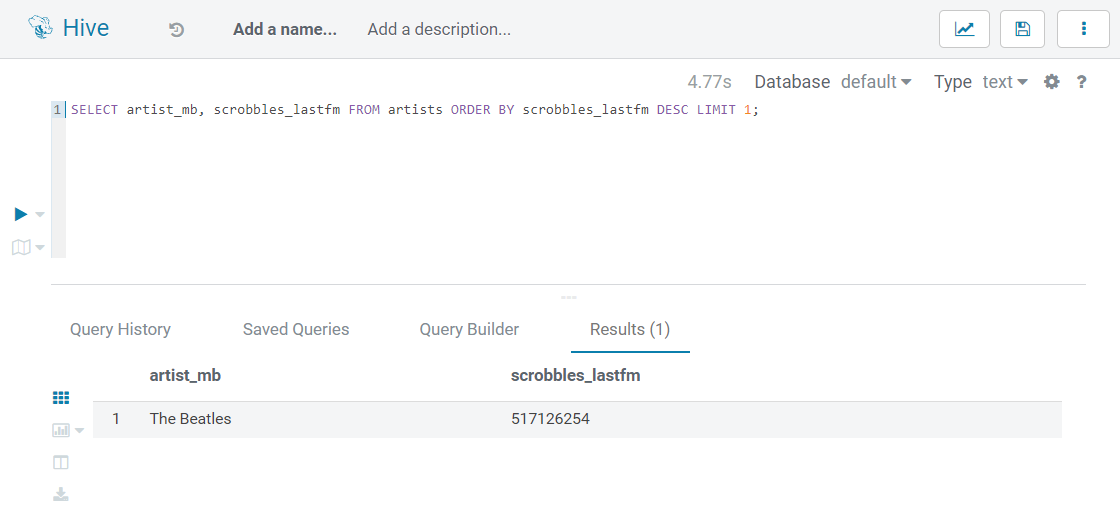 Hive Add a name... Add a description...
4.77s Database default Type text ?
1 SELECT artist_mb, scrobbles_lastfm FROM artists ORDER BY scrobbles_lastfm DESC LIMIT 1;
Query History Saved Queries Query Builder Results (1)
artist_mb scrobbles_lastfm
1 The Beatles 517126254